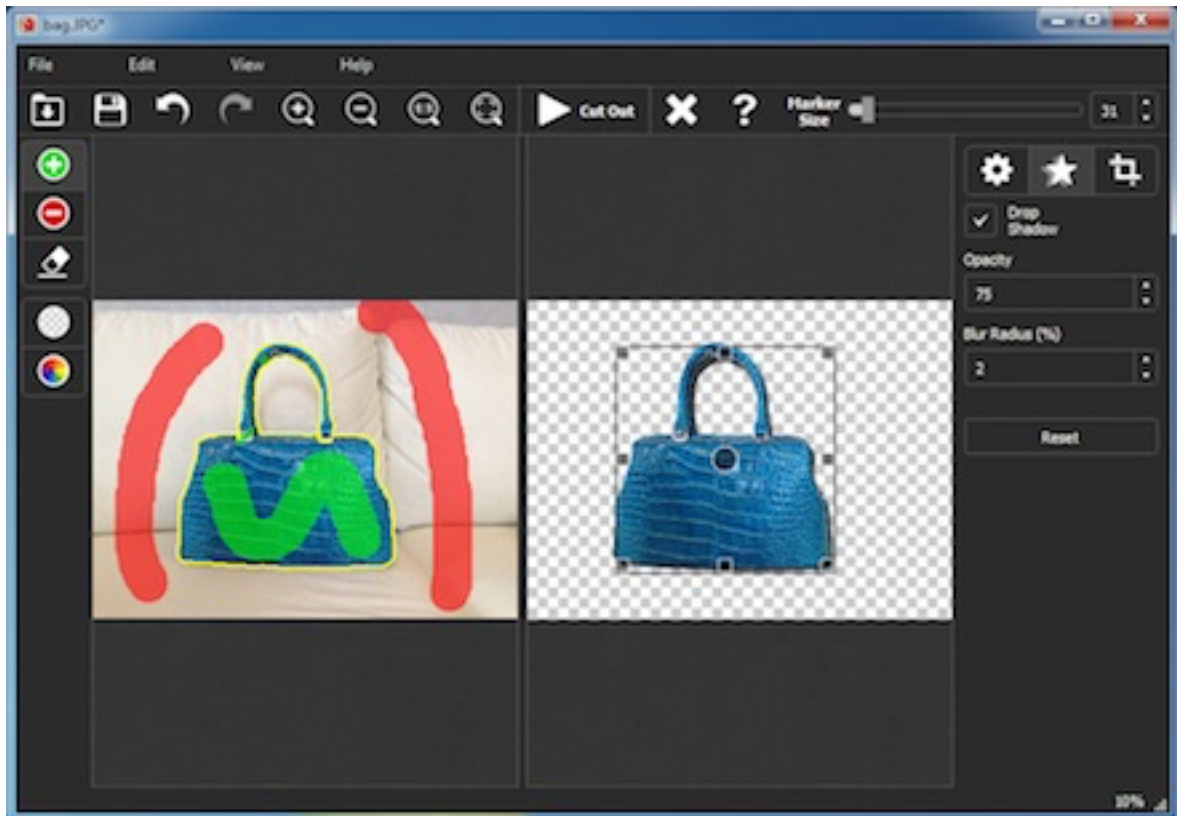 bag.JPG*
File Edit View Help
Cut Out
Marker
Size
31
Drop
Shadow
Opacity
75
Blur Radius (%)
2
Reset
10%